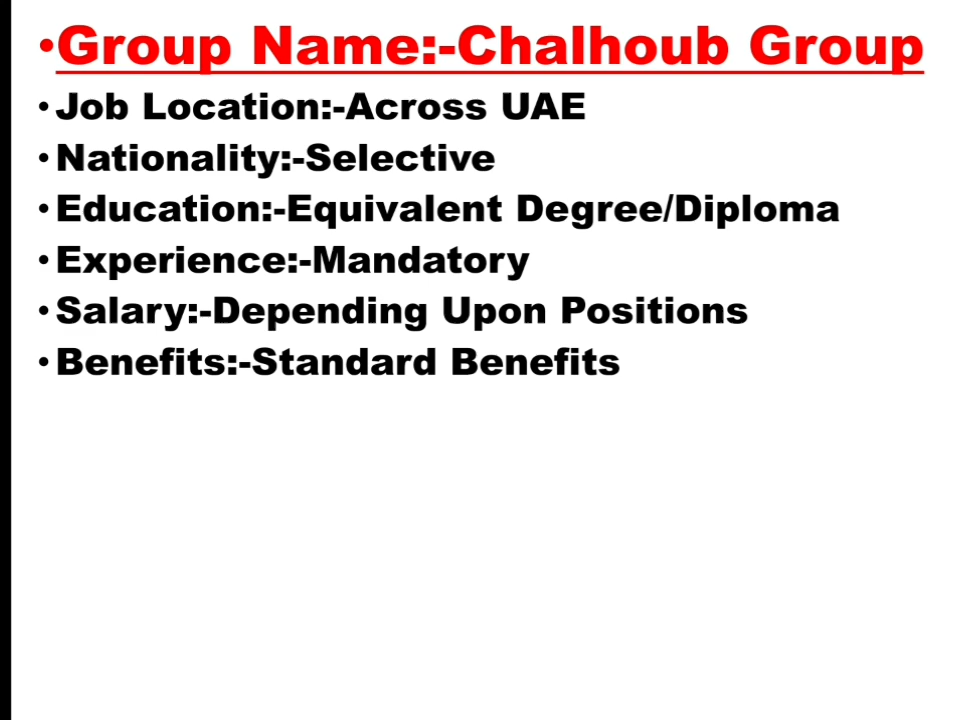 •Group Name:-Chalhoub Group
•Job Location:-Across UAE
•Nationality:-Selective
•Education:-Equivalent Degree/Diploma
•Experience:-Mandatory
•Salary:-Depending Upon Positions
•Benefits:-Standard Benefits